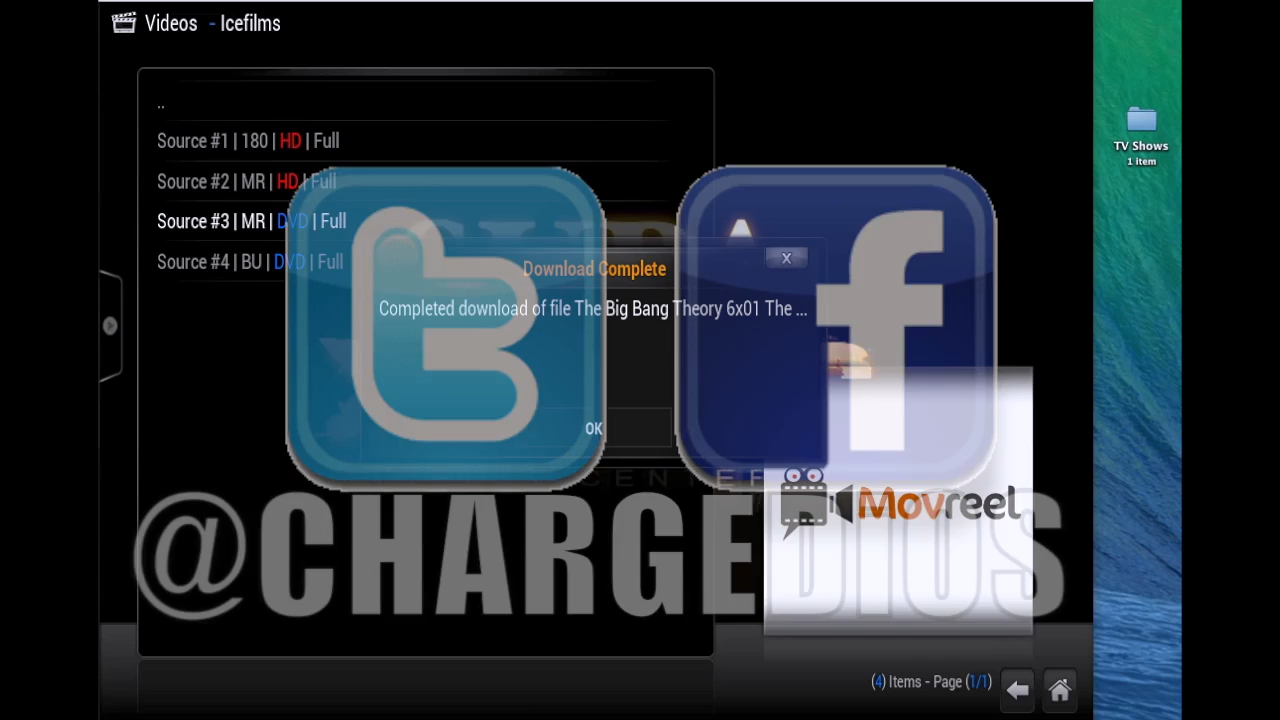 Videos - Icefilms
..
Source #1 | 180 | HD | Full
Source #2 | MR | HD | Full
Source #3 | MR | DVD | Full
Source #4 | BU | DVD | Full
TV Shows
1 item
X
Download Complete
Completed download of file The Big Bang Theory 6x01 The ...
OK
CENTER
Movreel
@CHARGEDIOS
(4) Items - Page (1/1)